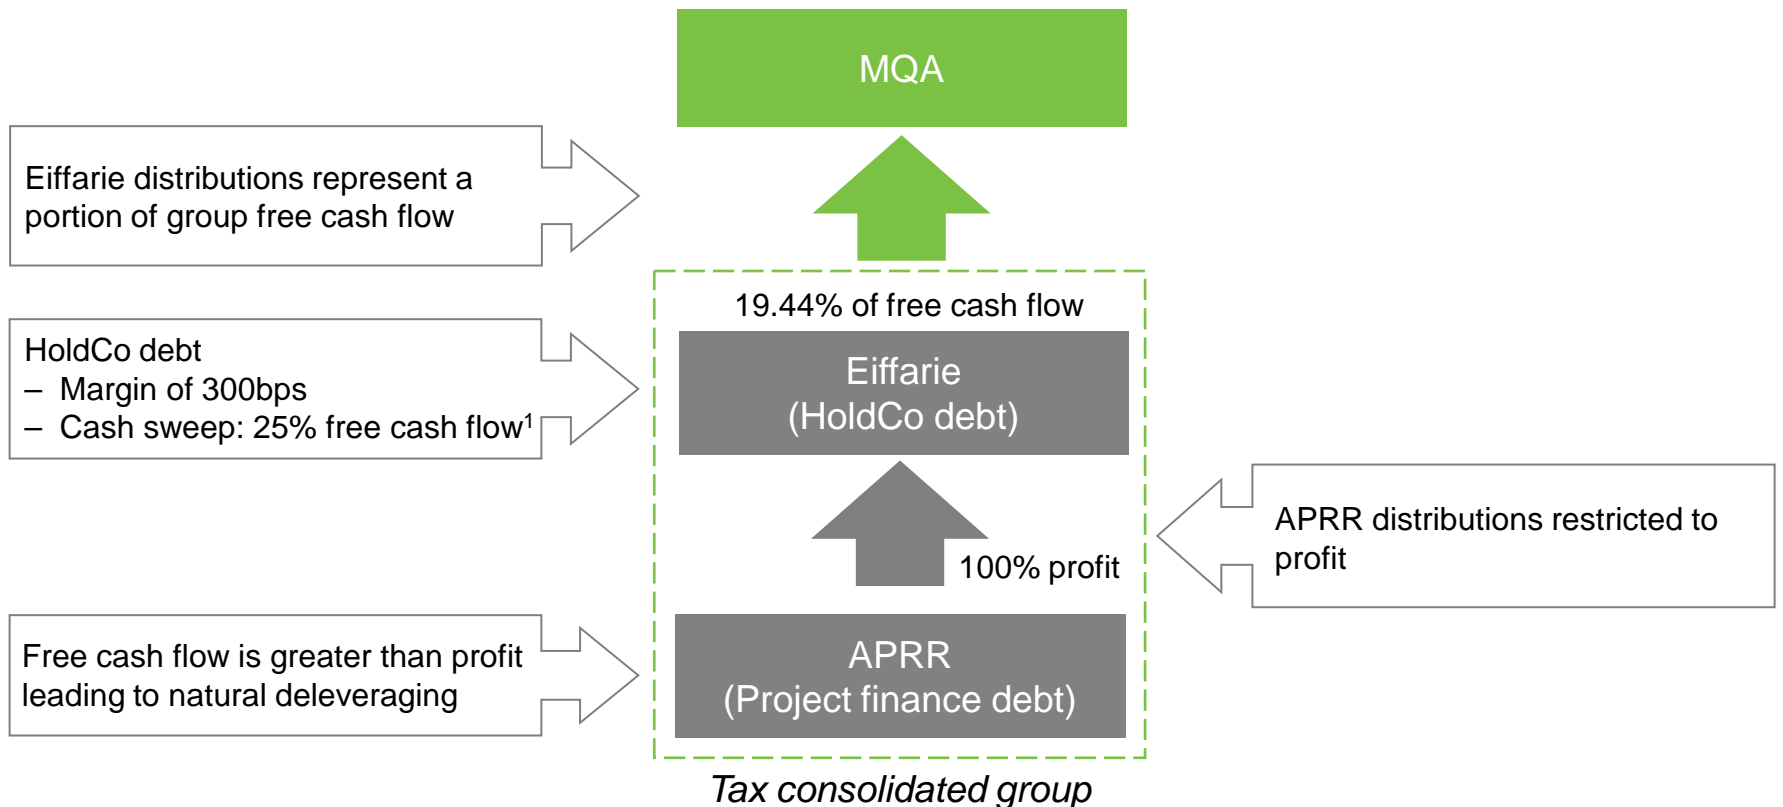 MQA
Eiffarie distributions represent a
portion of group free cash flow
19.44% of free cash flow
HoldCo debt
– Margin of 300bps
– Cash sweep: 25% free cash flow¹
Eiffarie
(HoldCo debt)
APRR distributions restricted to
profit
100% profit
Free cash flow is greater than profit
leading to natural deleveraging
APRR
(Project finance debt)
Tax consolidated group